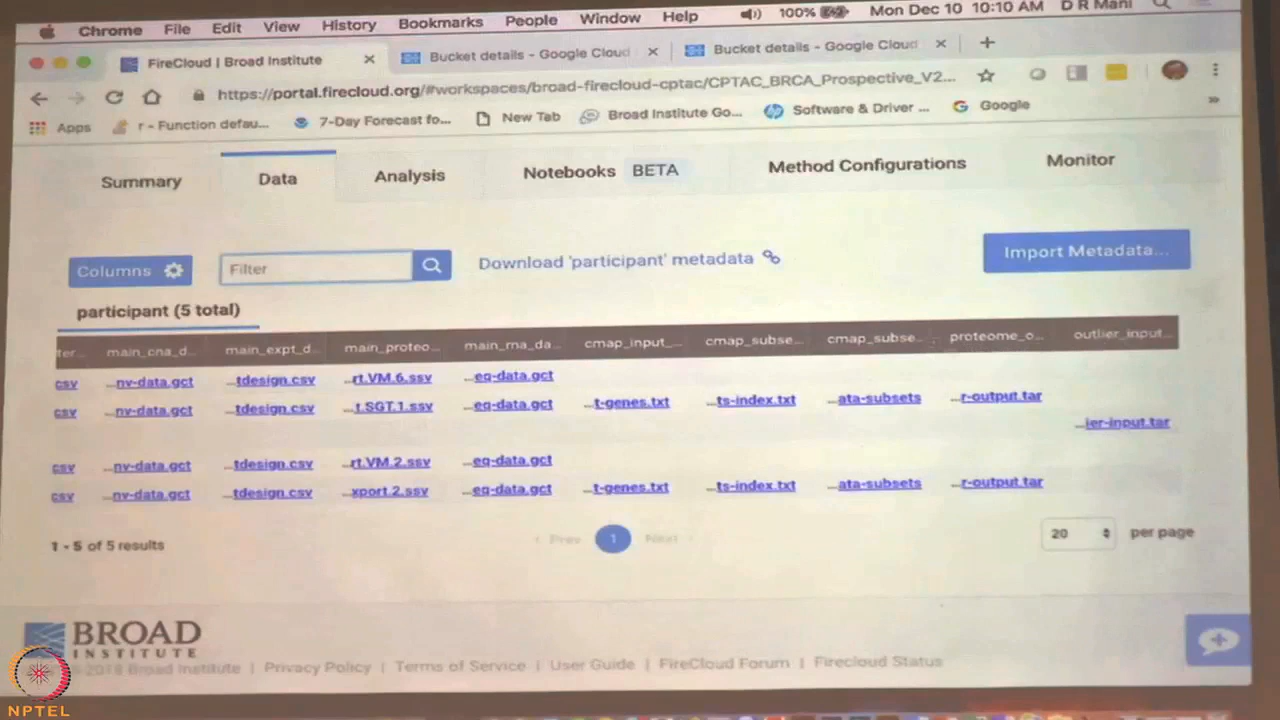 Chrome File Edit View History Bookmarks People Window Help 100% Mon Dec 10 10:10 AM D R Mani
FireCloud | Broad Institute × Bucket details - Google Cloud × Bucket details - Google Cloud × +
https://portal.firecloud.org/#workspaces/broad-firecloud-cptac/CPTAC_BRCA_Prospective_V2...
Apps r - Function defau... 7-Day Forecast fo... New Tab Broad Institute Go... Software & Driver ... Google »
Summary Data Analysis Notebooks BETA Method Configurations Monitor
Columns Filter Download 'participant' metadata Import Metadata...
participant (5 total)
ter... main_cna_d... main_expt_d... main_proteo... main_rna_da... cmap_input_... cmap_subse... cmap_subse... proteome_o... outlier_input...
csv ...nv-data.gct ...tdesign.csv ...rt.VM.6.ssv ...eq-data.gct
csv ...nv-data.gct ...tdesign.csv ...t.SGT.1.ssv ...eq-data.gct ...t-genes.txt ...ts-index.txt ...ata-subsets ...r-output.tar
...ier-input.tar
csv ...nv-data.gct ...tdesign.csv ...rt.VM.2.ssv ...eq-data.gct
csv ...nv-data.gct ...tdesign.csv ...xport.2.ssv ...eq-data.gct ...t-genes.txt ...ts-index.txt ...ata-subsets ...r-output.tar
1 - 5 of 5 results Prev 1 Next 20 per page
BROAD
INSTITUTE
2018 Broad Institute | Privacy Policy | Terms of Service | User Guide | FireCloud Forum | Firecloud Status
NPTEL